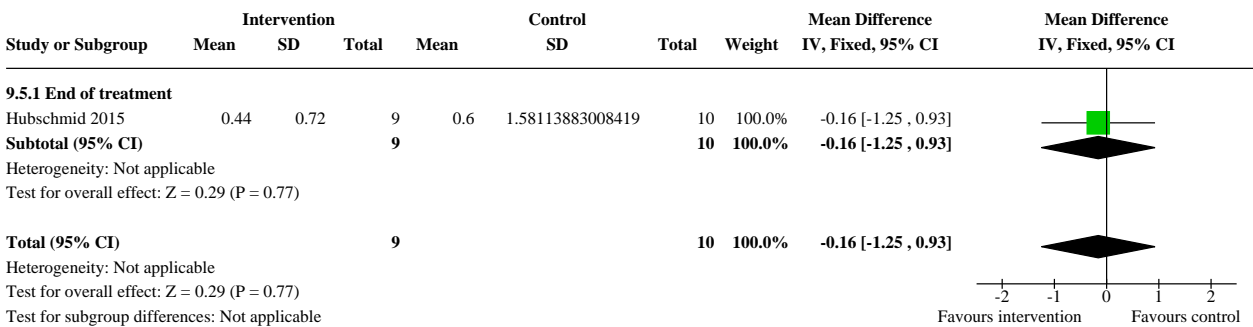 Intervention Control Mean Difference Mean Difference
Study or Subgroup Mean SD Total Mean SD Total Weight IV, Fixed, 95% CI IV, Fixed, 95% CI
9.5.1 End of treatment
Hubschmid 2015 0.44 0.72 9 0.6 1.58113883008419 10 100.0% -0.16 [-1.25 , 0.93]
Subtotal (95% CI) 9 10 100.0% -0.16 [-1.25 , 0.93]
Heterogeneity: Not applicable
Test for overall effect: Z = 0.29 (P = 0.77)
Total (95% CI) 9 10 100.0% -0.16 [-1.25 , 0.93]
Heterogeneity: Not applicable
Test for overall effect: Z = 0.29 (P = 0.77)
-2 -1 0 1 2
Test for subgroup differences: Not applicable Favours intervention Favours control